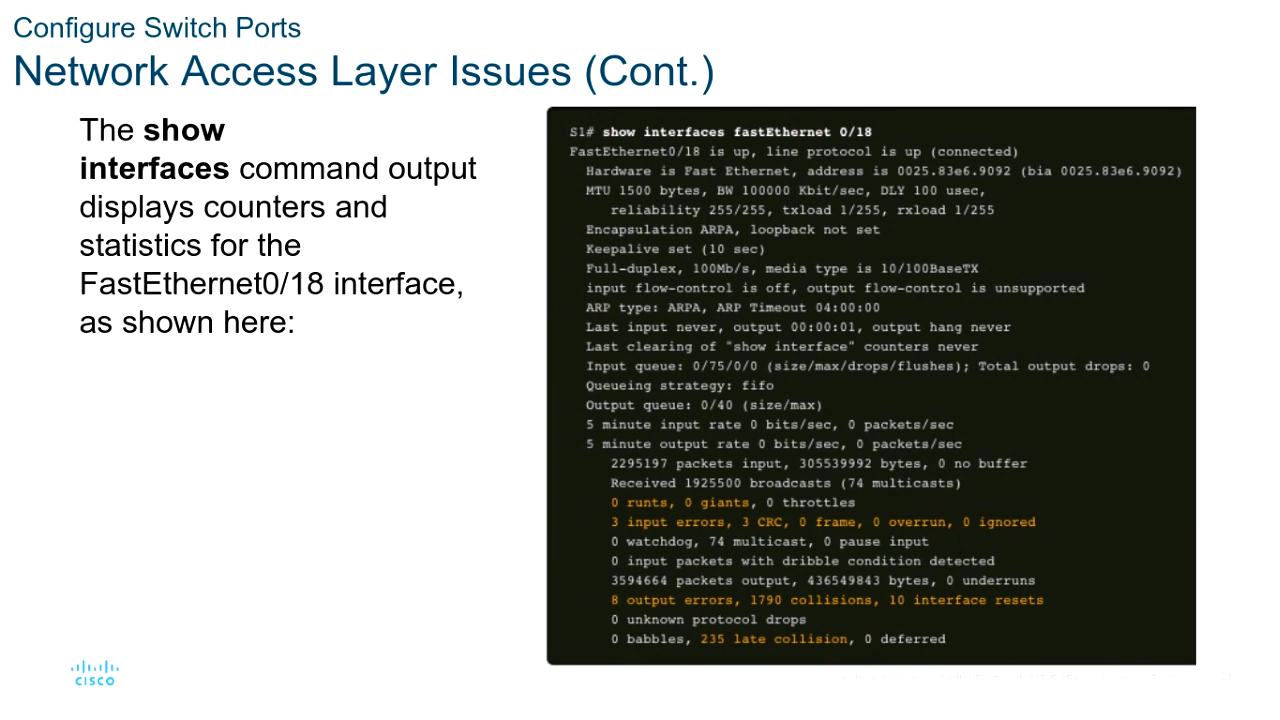 Configure Switch Ports
Network Access Layer Issues (Cont.)
The show
interfaces command output
displays counters and
statistics for the
FastEthernet0/18 interface,
as shown here:
S1# show interfaces fastEthernet 0/18
FastEthernet0/18 is up, line protocol is up (connected)
Hardware is Fast Ethernet, address is 0025.83e6.9092 (bia 0025.83e6.9092)
MTU 1500 bytes, BW 100000 Kbit/sec, DLY 100 usec,
reliability 255/255, txload 1/255, rxload 1/255
Encapsulation ARPA, loopback not set
Keepalive set (10 sec)
Full-duplex, 100Mb/s, media type is 10/100BaseTX
input flow-control is off, output flow-control is unsupported
ARP type: ARPA, ARP Timeout 04:00:00
Last input never, output 00:00:01, output hang never
Last clearing of "show interface" counters never
Input queue: 0/75/0/0 (size/max/drops/flushes); Total output drops: 0
Queueing strategy: fifo
Output queue: 0/40 (size/max)
5 minute input rate 0 bits/sec, 0 packets/sec
5 minute output rate 0 bits/sec, 0 packets/sec
2295197 packets input, 305539992 bytes, 0 no buffer
Received 1925500 broadcasts (74 multicasts)
0 runts, 0 giants, 0 throttles
3 input errors, 3 CRC, 0 frame, 0 overrun, 0 ignored
0 watchdog, 74 multicast, 0 pause input
0 input packets with dribble condition detected
3594664 packets output, 436549843 bytes, 0 underruns
8 output errors, 1790 collisions, 10 interface resets
0 unknown protocol drops
0 babbles, 235 late collision, 0 deferred
CISCO